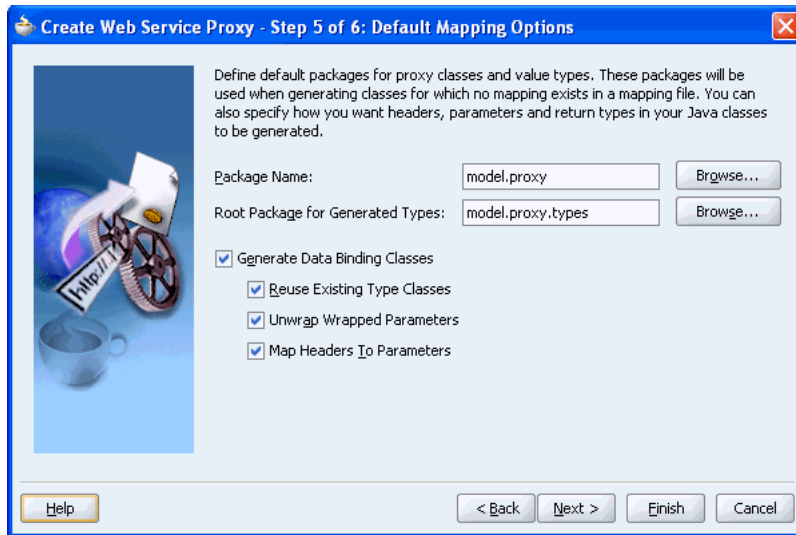 Create Web Service Proxy - Step 5 of 6: Default Mapping Options
Define default packages for proxy classes and value types. These packages will be
used when generating classes for which no mapping exists in a mapping file. You can
also specify how you want headers, parameters and return types in your Java classes
to be generated.
Package Name: model.proxy Browse...
Root Package for Generated Types: model.proxy.types Browse...
Generate Data Binding Classes
Reuse Existing Type Classes
Unwrap Wrapped Parameters
Map Headers To Parameters
http://
Help < Back Next > Finish Cancel